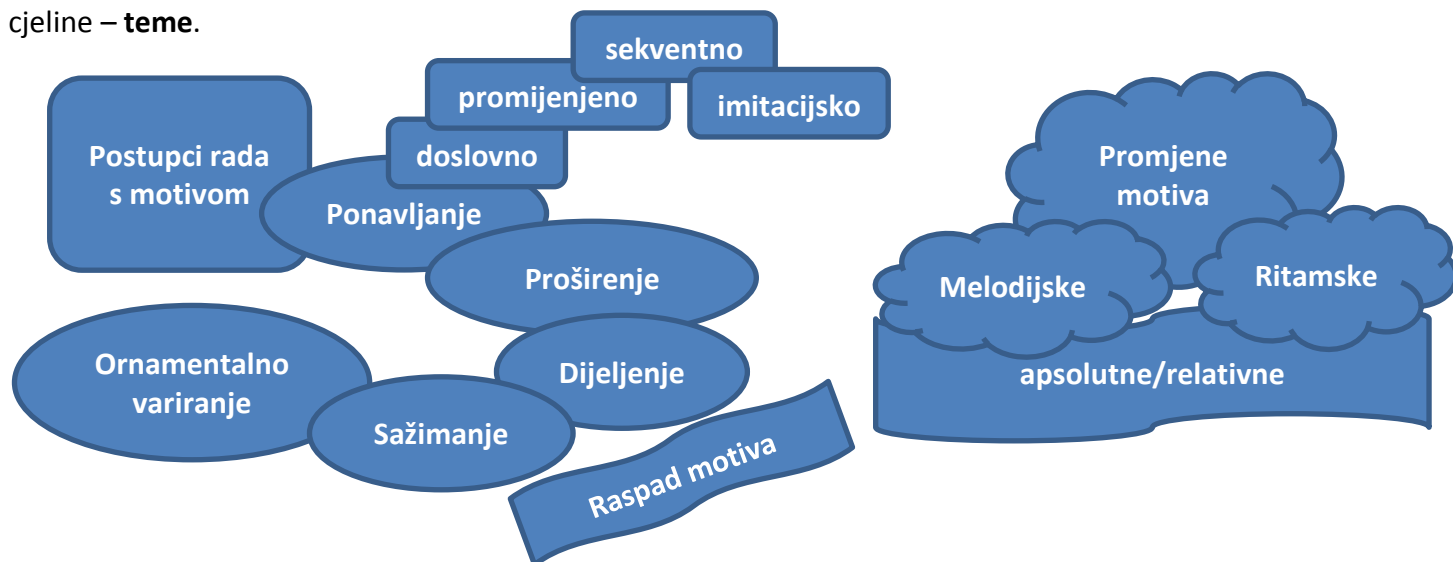 cjeline – teme.
sekventno
promijenjeno
imitacijsko
doslovno
Postupci rada
s motivom
Ponavljanje
Proširenje
Dijeljenje
Ornamentalno
variranje
Sažimanje
Raspad motiva
Promjene
motiva
Melodijske
Ritamske
apsolutne/relativne